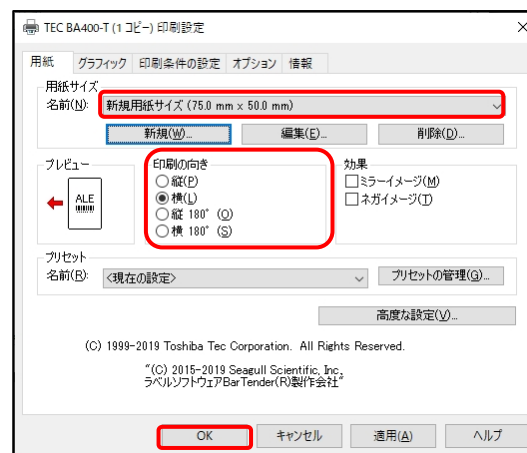 TEC BA400-T (1 コピー) 印刷設定
用紙 グラフィック 印刷条件の設定 オプション 情報
用紙サイズ
名前(N): 新規用紙サイズ (75.0 mm x 50.0 mm)
新規(W)... 編集(E)... 削除(D)...
プレビュー
ALE
印刷の向き
縦(P)
横(L)
縦 180° (O)
横 180° (S)
効果
ミラーイメージ(M)
ネガイメージ(T)
プリセット
名前(R): <現在の設定> プリセットの管理(G)...
高度な設定(V)...
(C) 1999-2019 Toshiba Tec Corporation. All Rights Reserved.
"(C) 2015-2019 Seagull Scientific, Inc.
ラベルソフトウェアBarTender(R)製作会社"
OK キャンセル 適用(A) ヘルプ